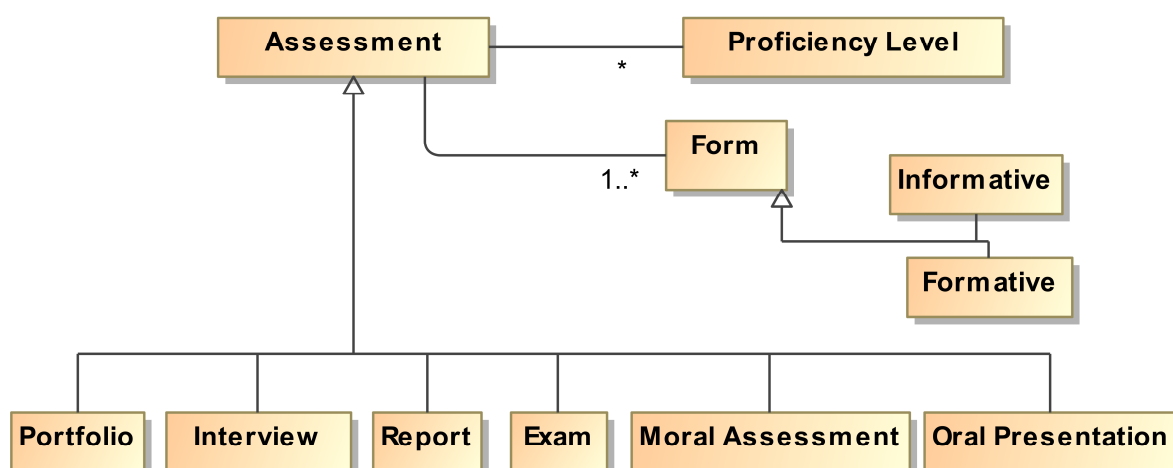 Assessment
Proficiency Level
*
Form
1..*
Informative
Formative
Portfolio
Interview
Report
Exam
Moral Assessment
Oral Presentation